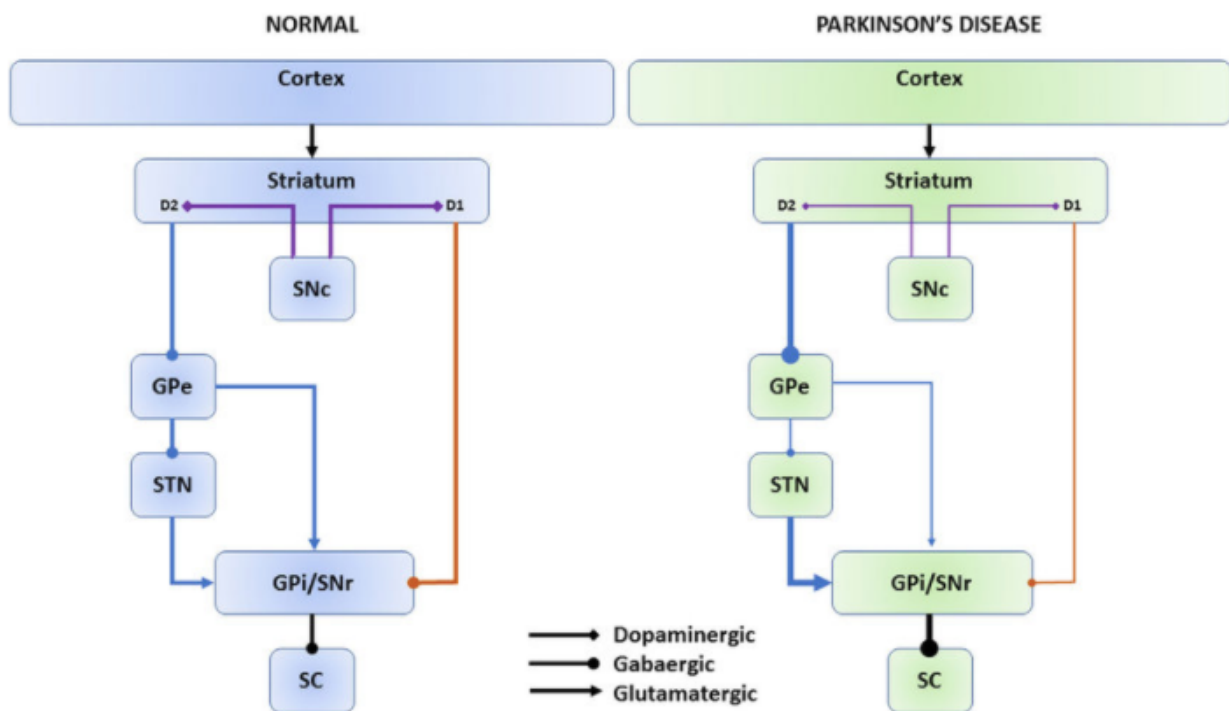 NORMAL
Cortex
Striatum
D2
D1
SNc
GPe
STN
GPi/SNr
SC
PARKINSON'S DISEASE
Cortex
Striatum
D2
D1
SNc
GPe
STN
GPi/SNr
SC
Dopaminergic
Gabaergic
Glutamatergic